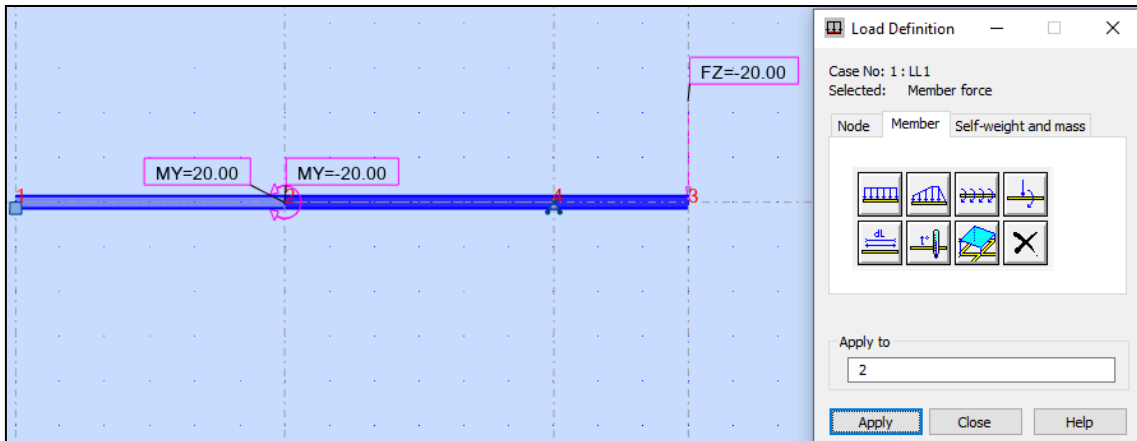 FZ=-20.00
MY=20.00
MY=-20.00
1
2
4
3
Load Definition
Case No: 1 : LL1
Selected: Member force
Node
Member
Self-weight and mass
dL
t°
Apply to
2
Apply
Close
Help